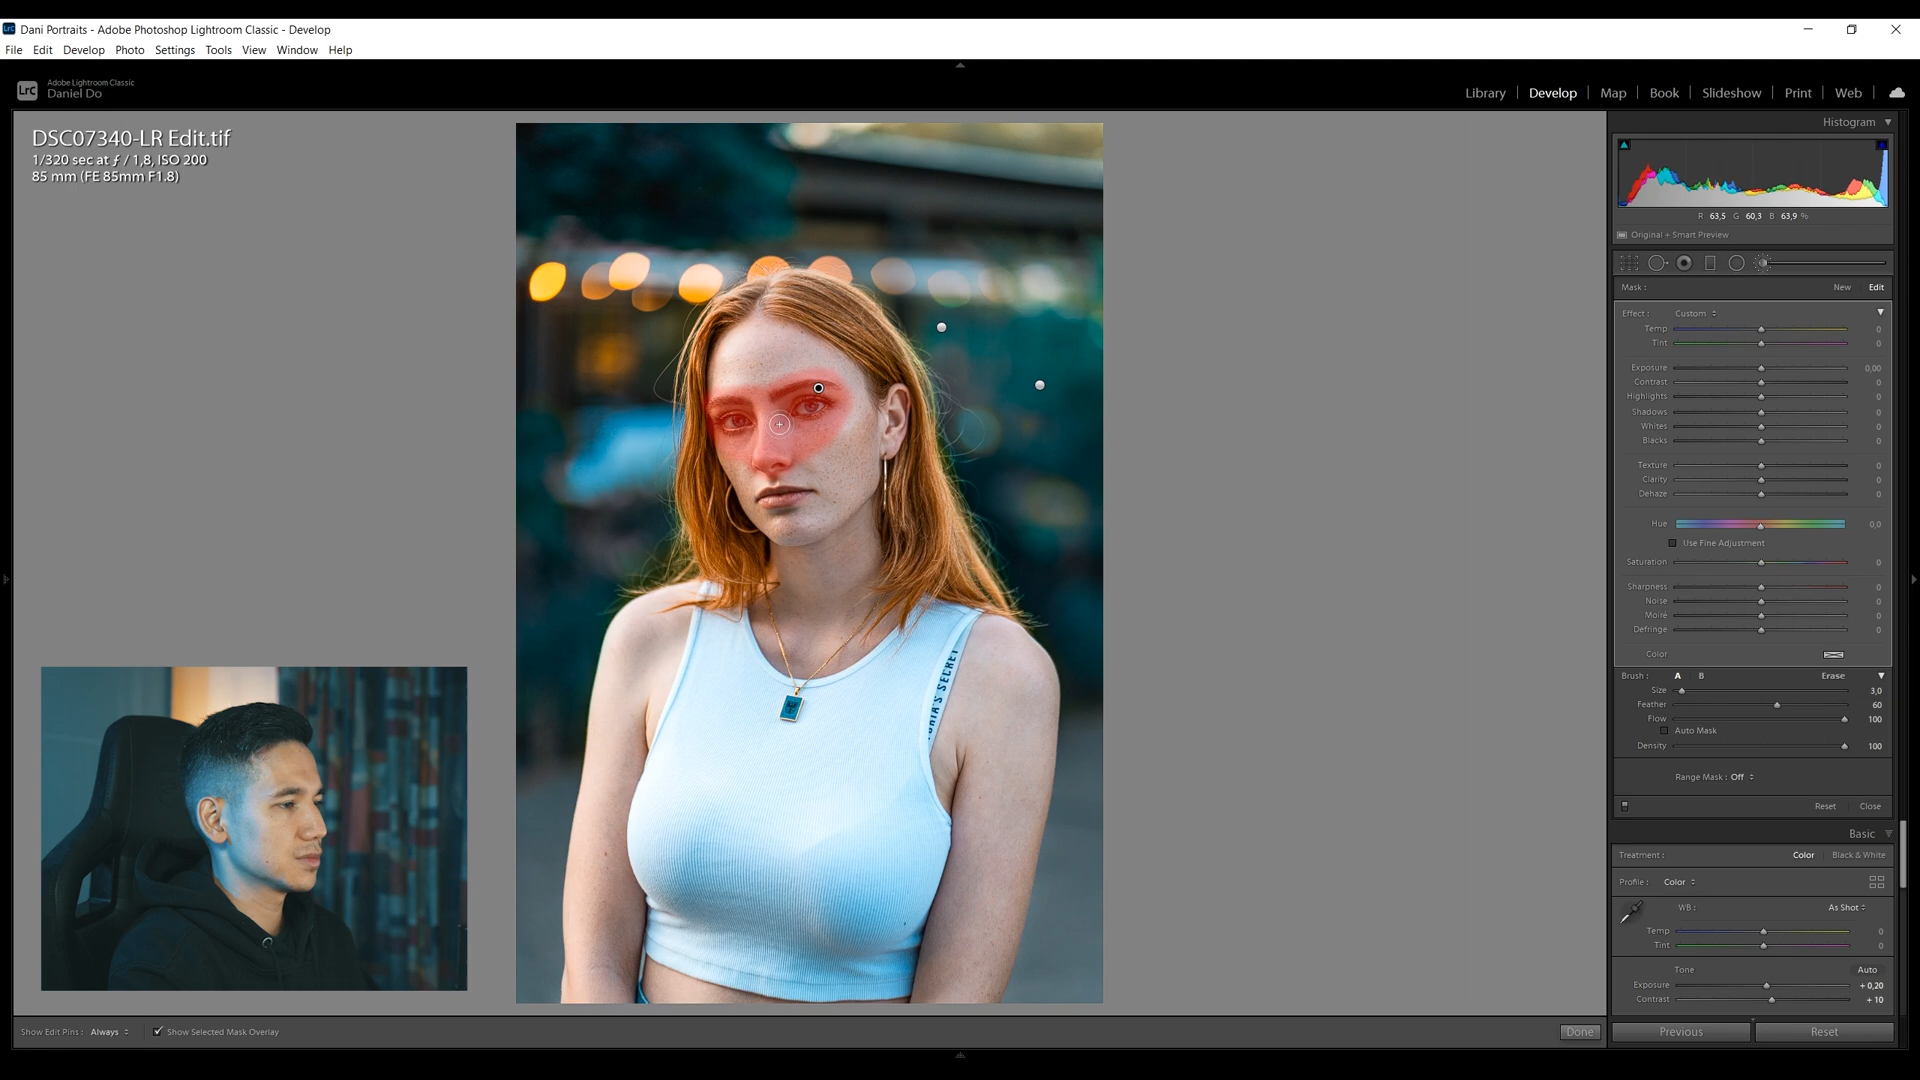 Dani Portraits - Adobe Photoshop Lightroom Classic - Develop
File Edit Develop Photo Settings Tools View Window Help
LrC
Adobe Lightroom Classic
Daniel Do
Library | Develop | Map | Book | Slideshow | Print | Web |
DSC07340-LR Edit.tif
1/320 sec at ƒ / 1,8, ISO 200
85 mm (FE 85mm F1.8)
Histogram
R 63,5 G 60,3 B 63,9 %
Original + Smart Preview
Mask : New Edit
Effect : Custom
Temp 0
Tint 0
Exposure 0,00
Contrast 0
Highlights 0
Shadows 0
Whites 0
Blacks 0
Texture 0
Clarity 0
Dehaze 0
Hue 0,0
Use Fine Adjustment
Saturation 0
Sharpness 0
Noise 0
Moiré 0
Defringe 0
Color
Brush : A B Erase
Size 3,0
Feather 60
Flow 100
Auto Mask
Density 100
Range Mask : Off
Reset Close
Basic
Treatment : Color Black & White
Profile : Color
WB : As Shot
Temp 0
Tint 0
Tone Auto
Exposure + 0,20
Contrast + 10
Previous Reset
SECRET
Show Edit Pins : Always Show Selected Mask Overlay
Done